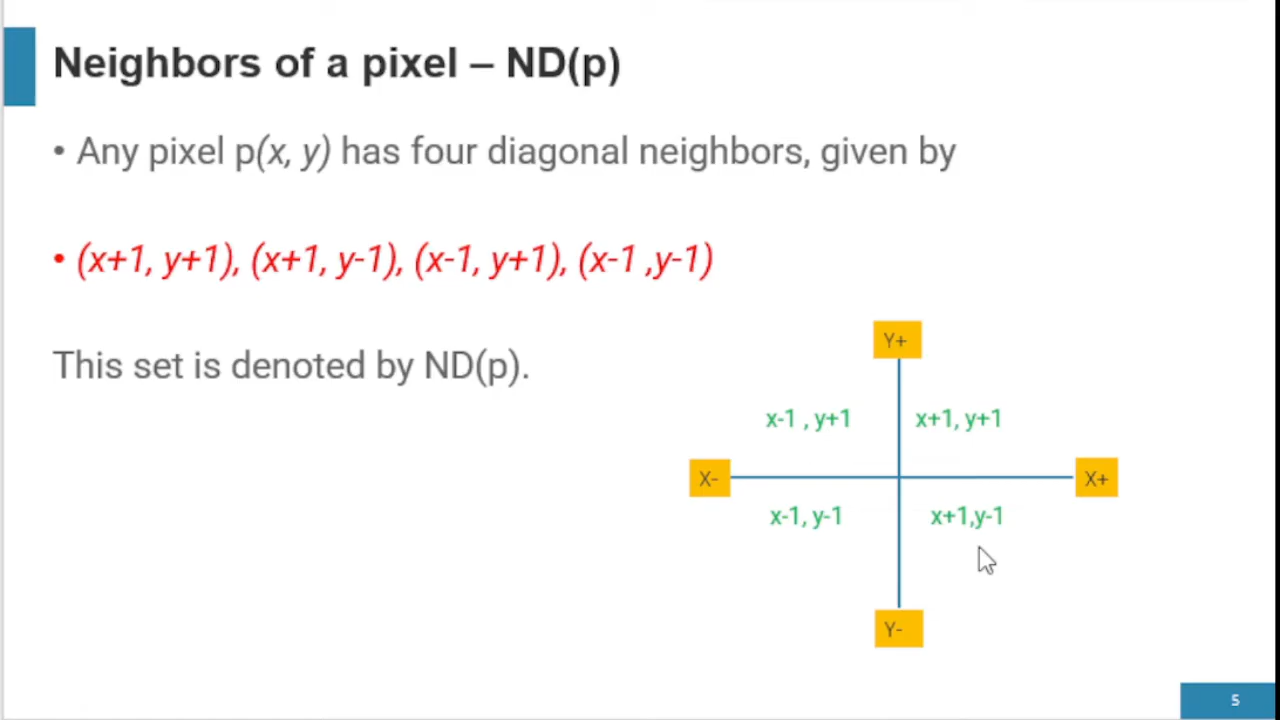 Neighbors of a pixel – ND(p)
• Any pixel p(x, y) has four diagonal neighbors, given by
• (x+1, y+1), (x+1, y-1), (x-1, y+1), (x-1 ,y-1)
This set is denoted by ND(p).
Y+
x-1 , y+1
x+1, y+1
X-
X+
x-1, y-1
x+1,y-1
Y-
5